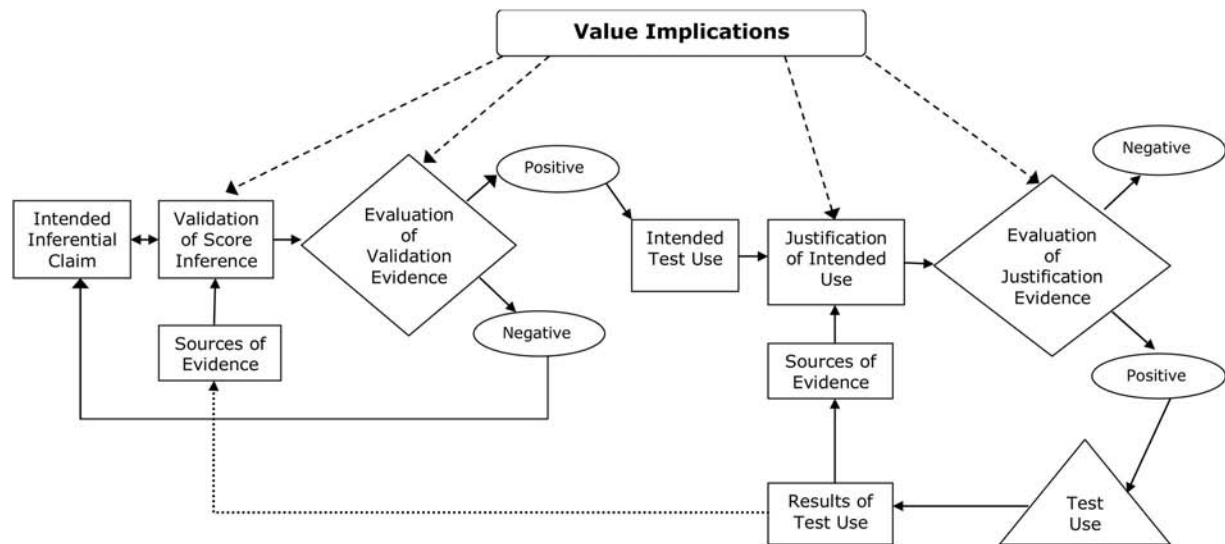 Value Implications
Intended
Inferential
Claim
Validation
of Score
Inference
Sources of
Evidence
Evaluation
of
Validation
Evidence
Positive
Negative
Intended
Test Use
Justification
of Intended
Use
Sources of
Evidence
Results of
Test Use
Evaluation
of
Justification
Evidence
Negative
Positive
Test
Use